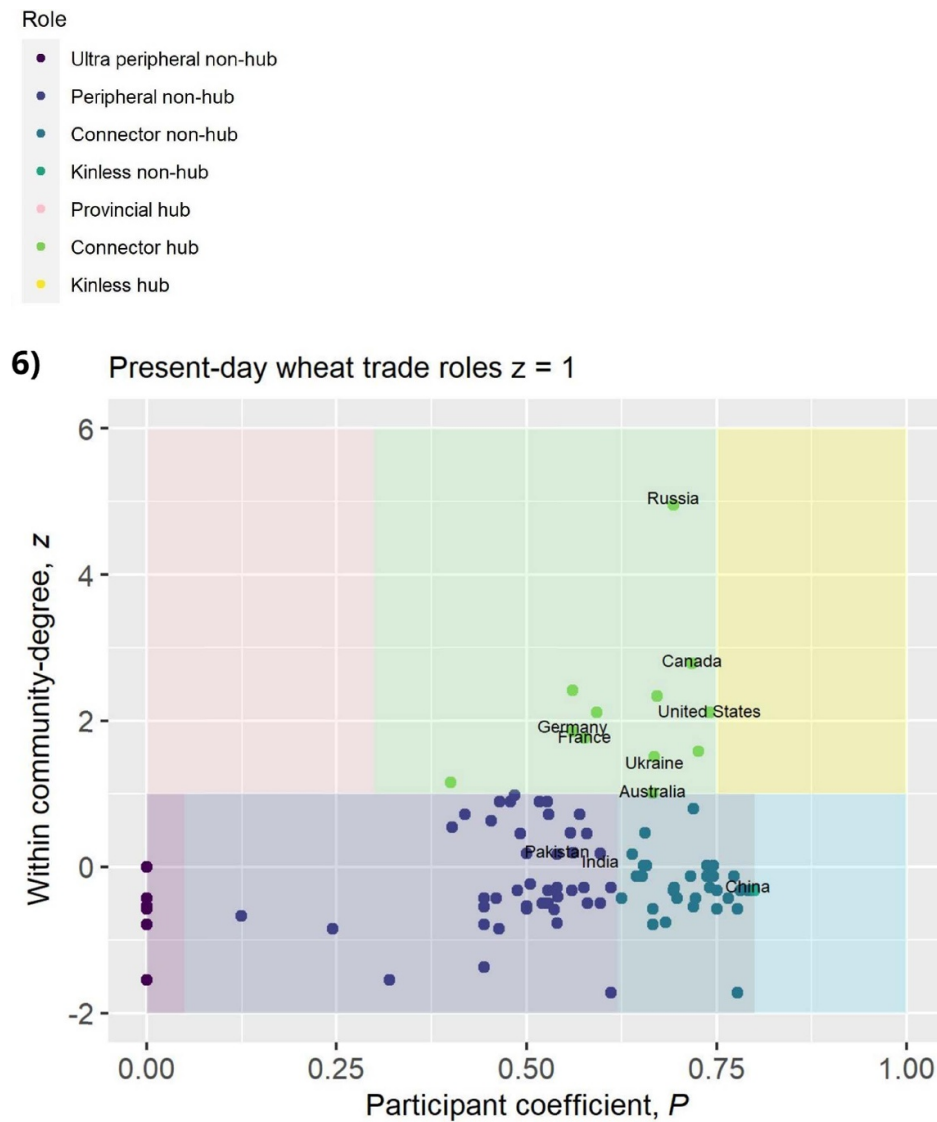 Role
Ultra peripheral non-hub
Peripheral non-hub
Connector non-hub
Kinless non-hub
Provincial hub
Connector hub
Kinless hub
6)
Present-day wheat trade roles z = 1
6
Russia
4
Canada
United States
2
Germany
France
Ukraine
Australia
Pakistan
India
0
China
-2
Within community-degree, z
0.00 0.25 0.50 0.75 1.00
Participant coefficient, P